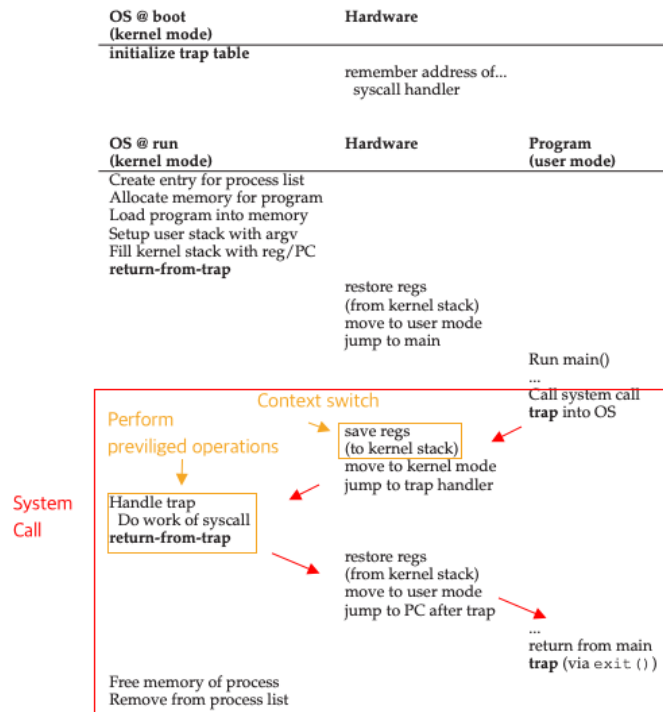 OS @ boot
(kernel mode)
Hardware
initialize trap table
remember address of...
syscall handler
OS @ run
(kernel mode)
Hardware
Program
(user mode)
Create entry for process list
Allocate memory for program
Load program into memory
Setup user stack with argv
Fill kernel stack with reg/PC
return-from-trap
restore regs
(from kernel stack)
move to user mode
jump to main
Run main()
...
Call system call
trap into OS
Context switch
Perform
previliged operations
save regs
(to kernel stack)
move to kernel mode
jump to trap handler
System
Call
Handle trap
Do work of syscall
return-from-trap
restore regs
(from kernel stack)
move to user mode
jump to PC after trap
...
return from main
trap (via exit())
Free memory of process
Remove from process list